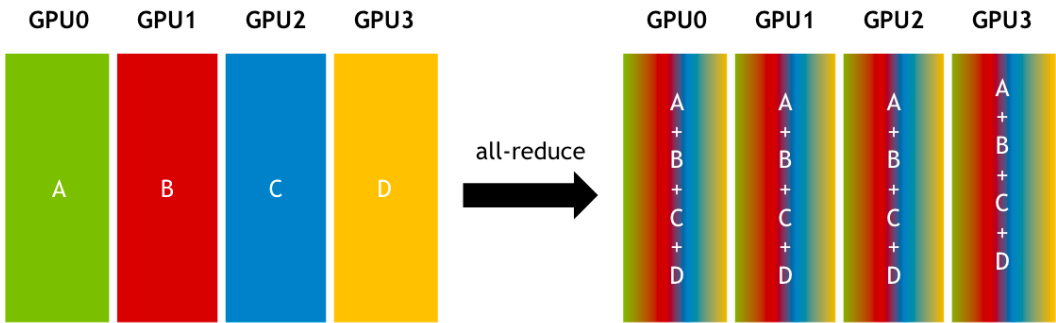 GPU0 GPU1 GPU2 GPU3
A B C D
all-reduce
GPU0 GPU1 GPU2 GPU3
A
+
B
+
C
+
D
A
+
B
+
C
+
D
A
+
B
+
C
+
D
A
+
B
+
C
+
D